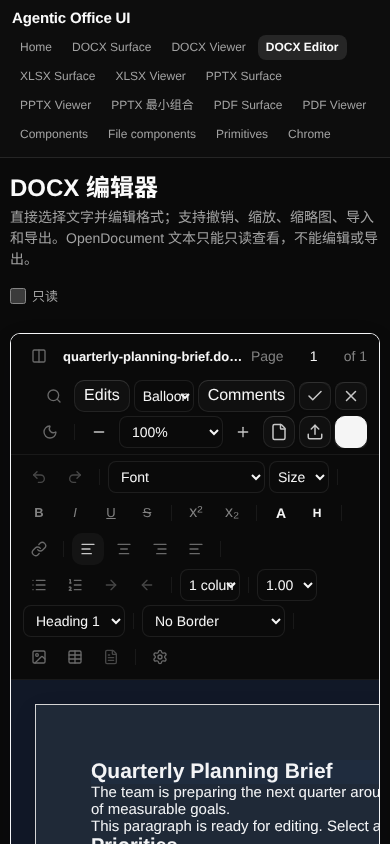 Agentic Office UI
Home DOCX Surface DOCX Viewer DOCX Editor
XLSX Surface XLSX Viewer PPTX Surface
PPTX Viewer PPTX 最小组合 PDF Surface PDF Viewer
Components File components Primitives Chrome
DOCX 编辑器
直接选择文字并编辑格式；支持撤销、缩放、缩略图、导入
和导出。OpenDocument 文本只能只读查看，不能编辑或导
出。
只读
quarterly-planning-brief.do... Page 1 of 1
Edits Balloon Comments
100%
Font Size
B I U S X² X₂ A H
1 colum 1.00
Heading 1 No Border
Quarterly Planning Brief
The team is preparing the next quarter arou
of measurable goals.
This paragraph is ready for editing. Select a
Priorities